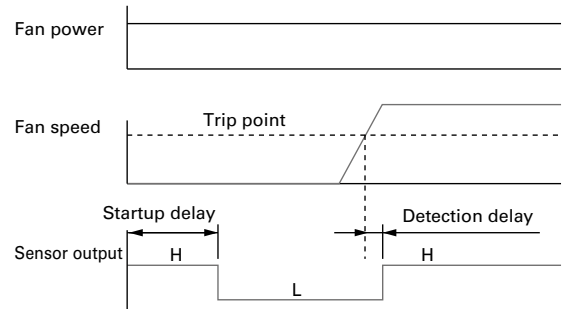 Fan power
Fan speed
Trip point
Startup delay
Detection delay
Sensor output
H
H
L